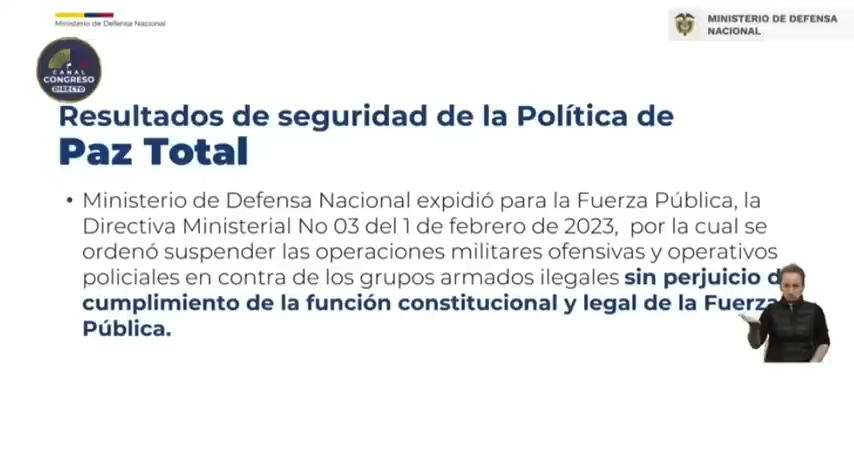 Ministerio de Defensa Nacional
MINISTERIO DE DEFENSA
NACIONAL
CANAL
CONGRESO
DIRECTO
Resultados de seguridad de la Política de
Paz Total
• Ministerio de Defensa Nacional expidió para la Fuerza Pública, la
Directiva Ministerial No 03 del 1 de febrero de 2023, por la cual se
ordenó suspender las operaciones militares ofensivas y operativos
policiales en contra de los grupos armados ilegales sin perjuicio
cumplimiento de la función constitucional y legal de la Fuerza
Pública.